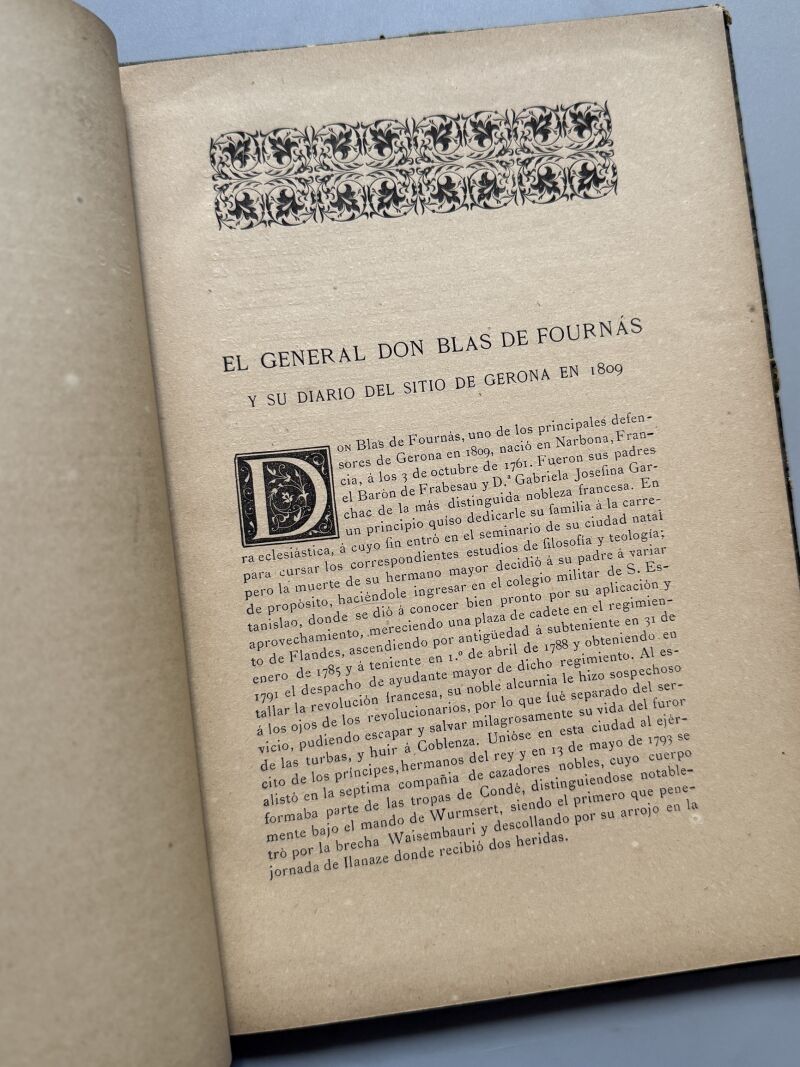 EL GENERAL DON BLAS DE FOURNÁS
Y SU DIARIO DEL SITIO DE GERONA EN 1809
DON Blas de Fournás, uno de los principales defen-
sores de Gerona en 1809, nació en Narbona, Fran-
cia, á los 3 de octubre de 1761. Fueron sus padres
el Barón de Frabesau y D.ª Gabriela Josefina Gar-
chac de la más distinguida nobleza francesa. En
un principio quiso dedicarle su familia á la carre-
ra eclesiástica, á cuyo fin entró en el seminario de su ciudad natal
para cursar los correspondientes estudios de filosofía y teología;
pero la muerte de su hermano mayor decidió á su padre á variar
de propósito, haciéndole ingresar en el colegio militar de S. Es-
tanislao, donde se dió á conocer bien pronto por su aplicación y
aprovechamiento, mereciendo una plaza de cadete en el regimien-
to de Flandes, ascendiendo por antigüedad á subteniente en 31 de
enero de 1785 y á teniente en 1.º de abril de 1788 y obteniendo en
1791 el despacho de ayudante mayor de dicho regimiento. Al es-
tallar la revolución francesa, su noble alcurnia le hizo sospechoso
á los ojos de los revolucionarios, por lo que fué separado del ser-
vicio, pudiendo escapar y salvar milagrosamente su vida del furor
de las turbas, y huir á Coblenza. Unióse en esta ciudad al ejér-
cito de los príncipes, hermanos del rey y en 13 de mayo de 1793 se
alistó en la septima compañia de cazadores nobles, cuyo cuerpo
formaba parte de las tropas de Condé, distinguiendose notable-
mente bajo el mando de Wurmsert, siendo el primero que pene-
tró por la brecha Waisembauri y descollando por su arrojo en la
jornada de Ilanaze donde recibió dos heridas.